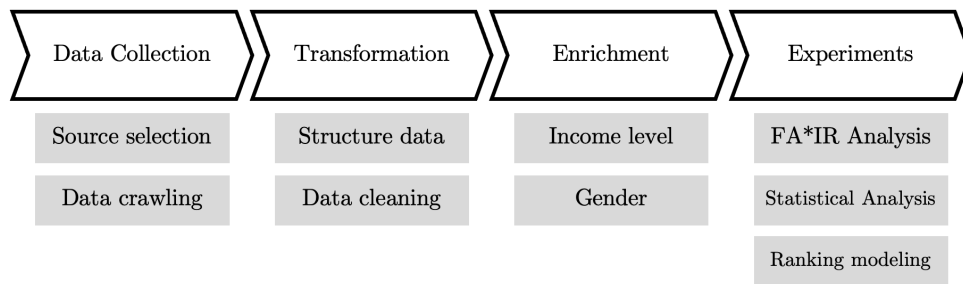 Data Collection
Transformation
Enrichment
Experiments
Source selection
Structure data
Income level
FA*IR Analysis
Data crawling
Data cleaning
Gender
Statistical Analysis
Ranking modeling